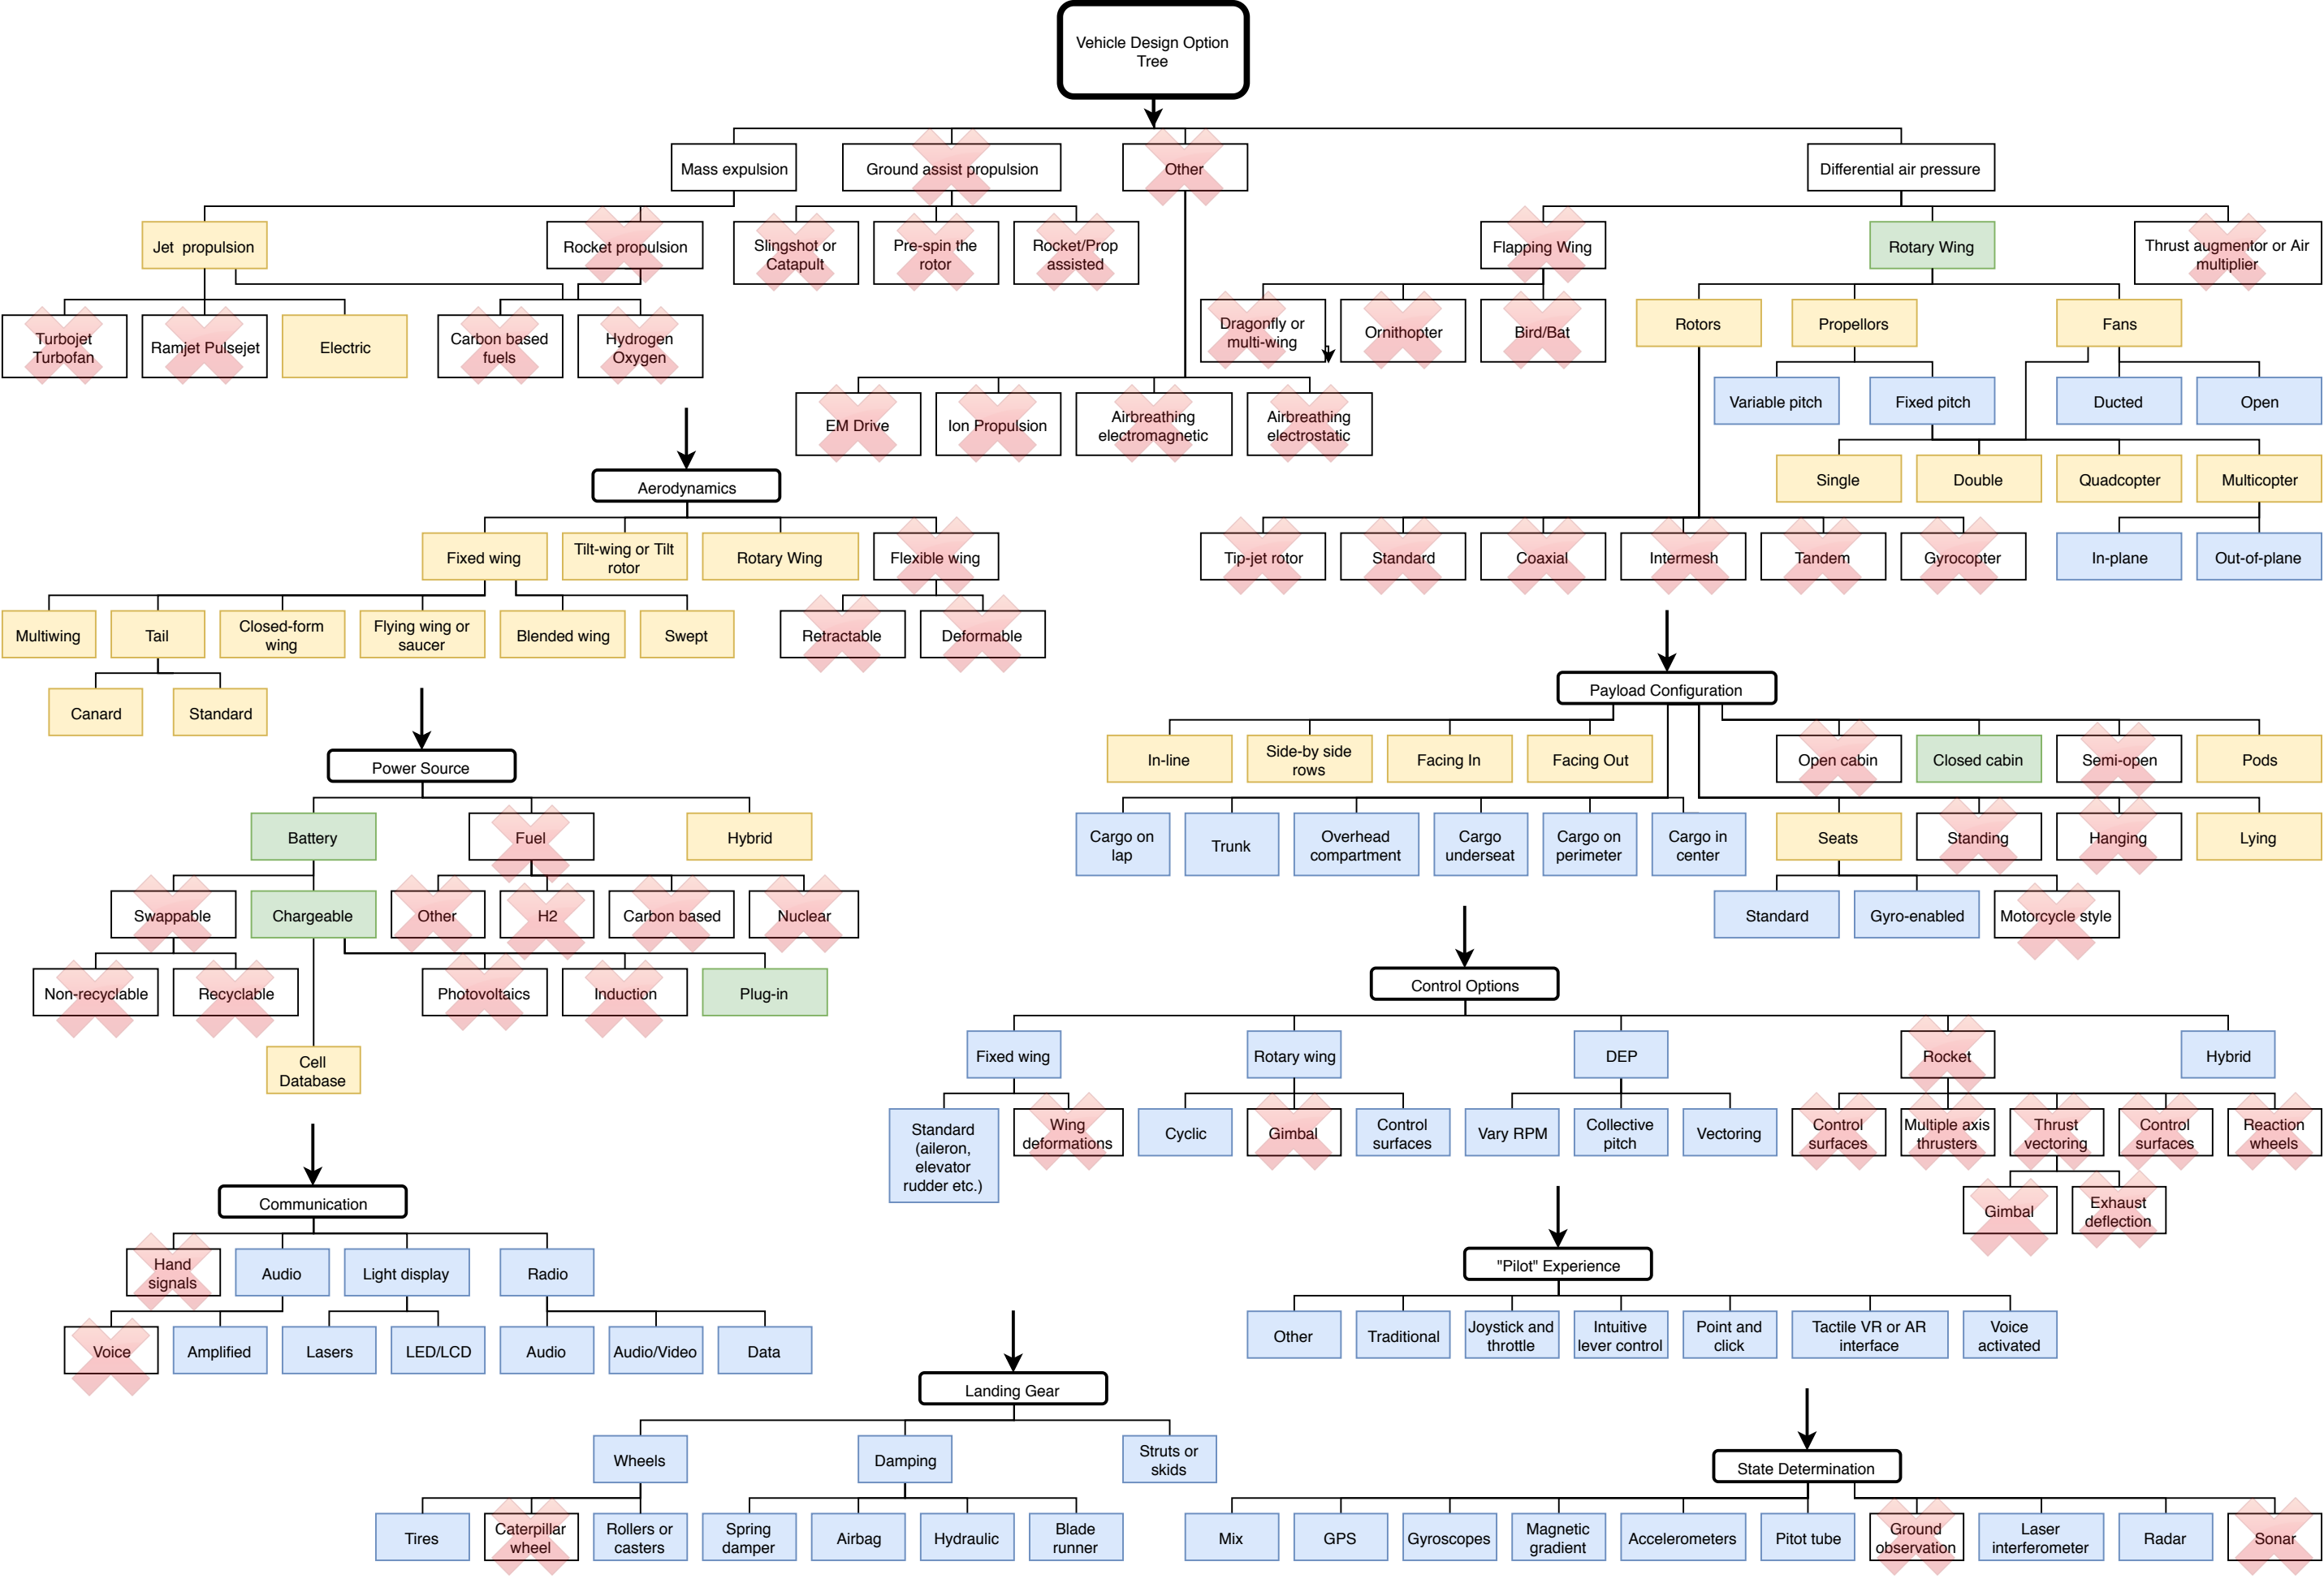 Vehicle Design Option
Tree
Mass expulsion
Ground assist propulsion
Other
Differential air pressure
Jet propulsion
Rocket propulsion
Slingshot or
Catapult
Pre-spin the
rotor
Rocket/Prop
assisted
Flapping Wing
Rotary Wing
Thrust augmentor or Air
multiplier
Turbojet
Turbofan
Ramjet Pulsejet
Electric
Carbon based
fuels
Hydrogen
Oxygen
Dragonfly or
multi-wing
Ornithopter
Bird/Bat
Rotors
Propellors
Fans
EM Drive
Ion Propulsion
Airbreathing
electromagnetic
Airbreathing
electrostatic
Variable pitch
Fixed pitch
Ducted
Open
Single
Double
Quadcopter
Multicopter
Tip-jet rotor
Standard
Coaxial
Intermesh
Tandem
Gyrocopter
In-plane
Out-of-plane
Aerodynamics
Fixed wing
Tilt-wing or Tilt
rotor
Rotary Wing
Flexible wing
Multiwing
Tail
Closed-form
wing
Flying wing or
saucer
Blended wing
Swept
Retractable
Deformable
Canard
Standard
Payload Configuration
In-line
Side-by side
rows
Facing In
Facing Out
Open cabin
Closed cabin
Semi-open
Pods
Cargo on
lap
Trunk
Overhead
compartment
Cargo
underseat
Cargo on
perimeter
Cargo in
center
Seats
Standing
Hanging
Lying
Standard
Gyro-enabled
Motorcycle style
Power Source
Battery
Fuel
Hybrid
Swappable
Chargeable
Other
H2
Carbon based
Nuclear
Non-recyclable
Recyclable
Photovoltaics
Induction
Plug-in
Cell
Database
Control Options
Fixed wing
Rotary wing
DEP
Rocket
Hybrid
Standard
(aileron,
elevator
rudder etc.)
Wing
deformations
Cyclic
Gimbal
Control
surfaces
Vary RPM
Collective
pitch
Vectoring
Control
surfaces
Multiple axis
thrusters
Thrust
vectoring
Control
surfaces
Reaction
wheels
Gimbal
Exhaust
deflection
Communication
Hand
signals
Audio
Light display
Radio
Voice
Amplified
Lasers
LED/LCD
Audio
Audio/Video
Data
"Pilot" Experience
Other
Traditional
Joystick and
throttle
Intuitive
lever control
Point and
click
Tactile VR or AR
interface
Voice
activated
Landing Gear
Wheels
Damping
Struts or
skids
Tires
Caterpillar
wheel
Rollers or
casters
Spring
damper
Airbag
Hydraulic
Blade
runner
State Determination
Mix
GPS
Gyroscopes
Magnetic
gradient
Accelerometers
Pitot tube
Ground
observation
Laser
interferometer
Radar
Sonar